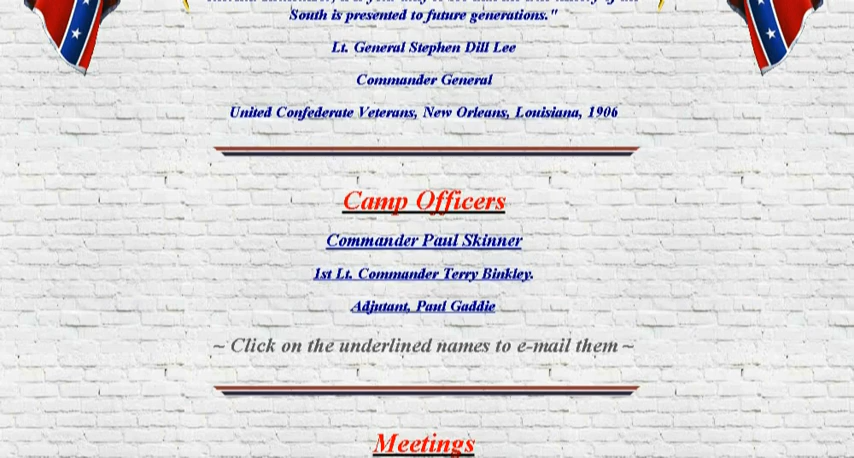 South is presented to future generations."
Lt. General Stephen Dill Lee
Commander General
United Confederate Veterans, New Orleans, Louisiana, 1906
Camp Officers
Commander Paul Skinner
1st Lt. Commander Terry Binkley.
Adjutant, Paul Gaddie
~ Click on the underlined names to e-mail them ~
Meetings